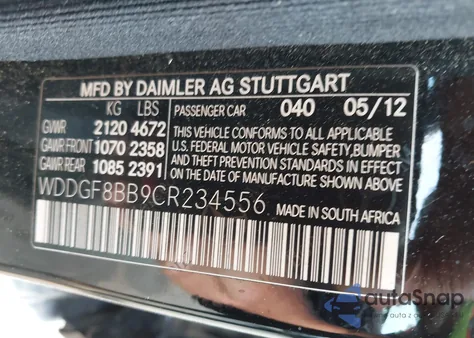 MFD BY DAIMLER AG STUTTGART
KG LBS PASSENGER CAR 040 05/12
GVWR 2120 4672 THIS VEHICLE CONFORMS TO ALL APPLICABLE
GAWR FRONT 1070 2358 U.S. FEDERAL MOTOR VEHICLE SAFETY, BUMPER
GAWR REAR 1085 2391 AND THEFT PREVENTION STANDARDS IN EFFECT
ON THE DATE OF MANUFACTURE SHOWN ABOVE
WDDGF8BB9CR234556 MADE IN SOUTH AFRICA
autaSnap